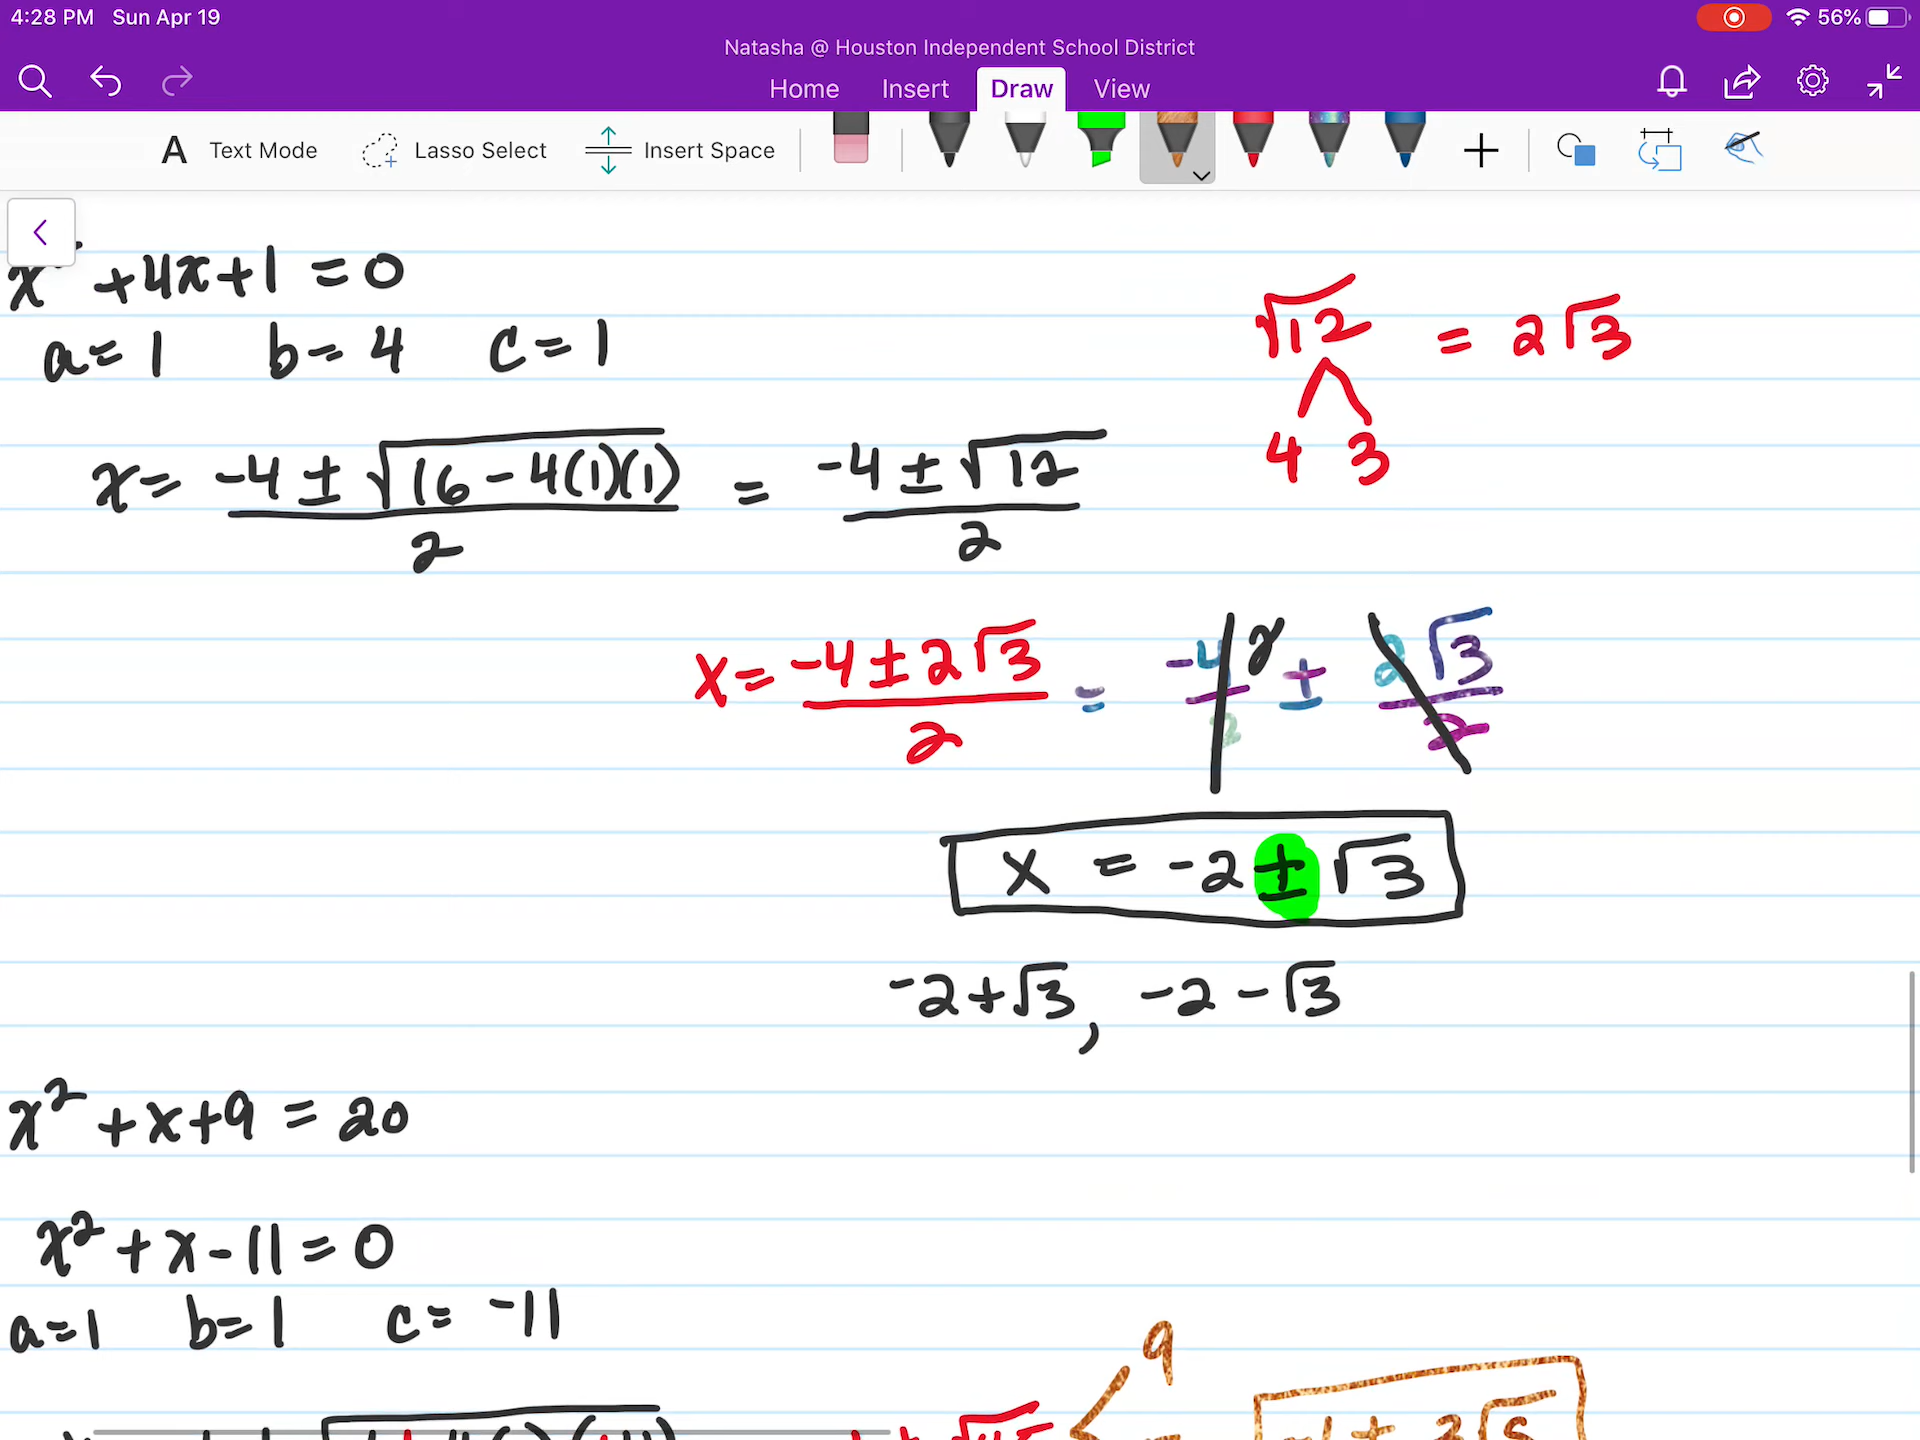 4:28 PM Sun Apr 19 56%
Natasha @ Houston Independent School District
Home Insert Draw View
A Text Mode Lasso Select Insert Space
x² +4x+1 = 0
a=1 b=4 c=1
√12 = 2√3
4 3
x= -4 ± √16-4(1)(1) = -4 ± √12
2 2
x= -4 ± 2√3 = -4 2 ± 2√3
2 2 2
x = -2 ± √3
-2+√3, -2-√3
x² +x+9 = 20
x² + x-11 = 0
a=1 b=1 c= -11
9